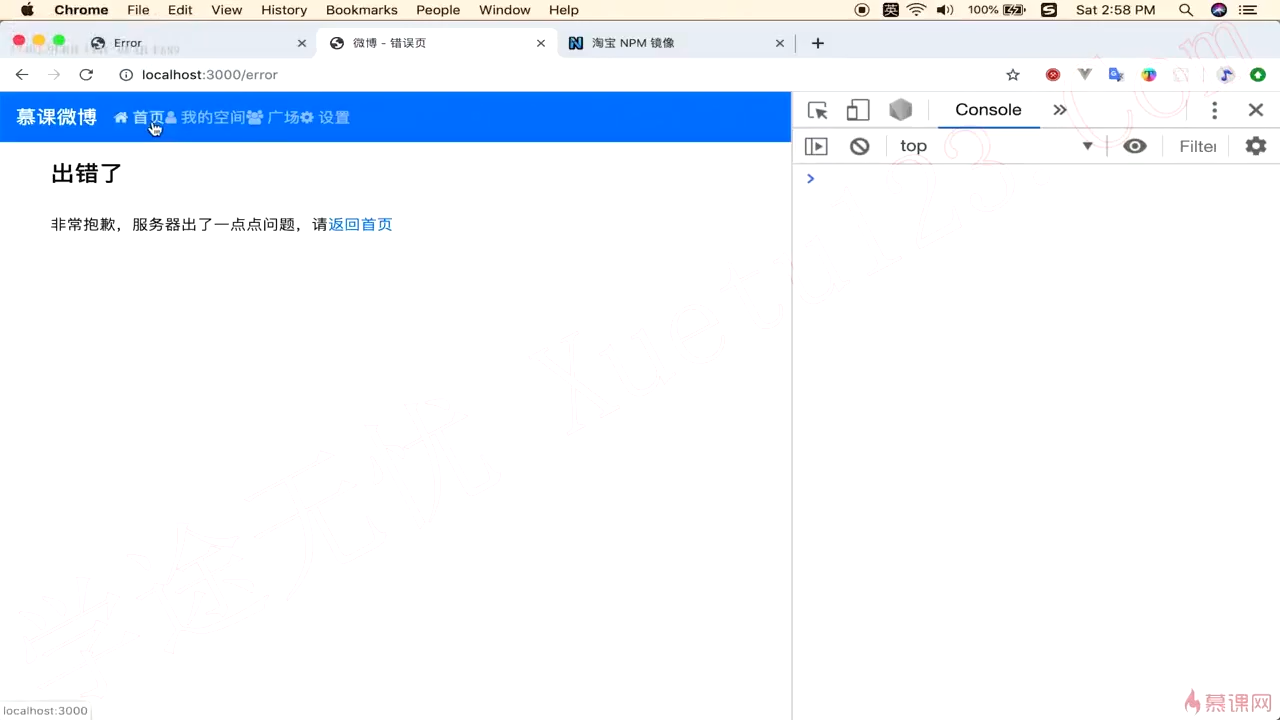 Chrome File Edit View History Bookmarks People Window Help 英 100% S Sat 2:58 PM
Error 微博 - 错误页 N 淘宝 NPM 镜像
localhost:3000/error
慕课微博 首页 我的空间 广场 设置
Console
top Filter
出错了
非常抱歉，服务器出了一点点问题，请返回首页
localhost:3000
慕课网